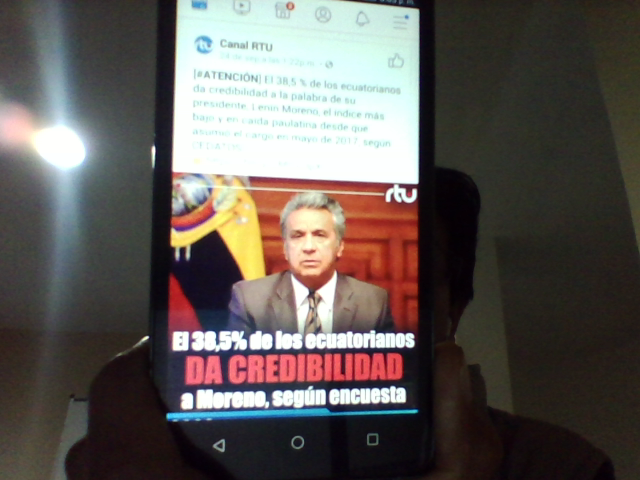 Canal RTU
[#ATENCIÓN] El 38,5 % de los ecuatorianos
da credibilidad a la palabra de su
presidente, Lenín Moreno, el índice más
bajo y en caída paulatina desde que
asumió el cargo en mayo de 2017, según
CEDATOS
rtu
El 38,5% de los ecuatorianos
DA CREDIBILIDAD
a Moreno, según encuesta